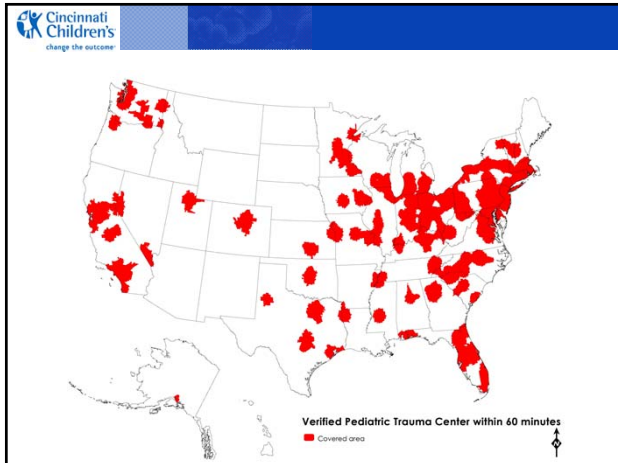 Cincinnati
Children's
change the outcome
Verified Pediatric Trauma Center within 60 minutes
Covered area
N